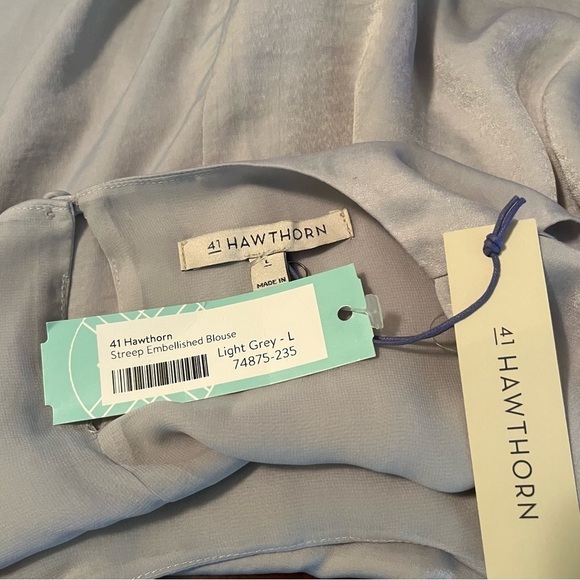 41 HAWTHORN
L
MADE IN
41 Hawthorn
Streep Embellished Blouse
Light Grey - L
74875-235
41 HAWTHORN